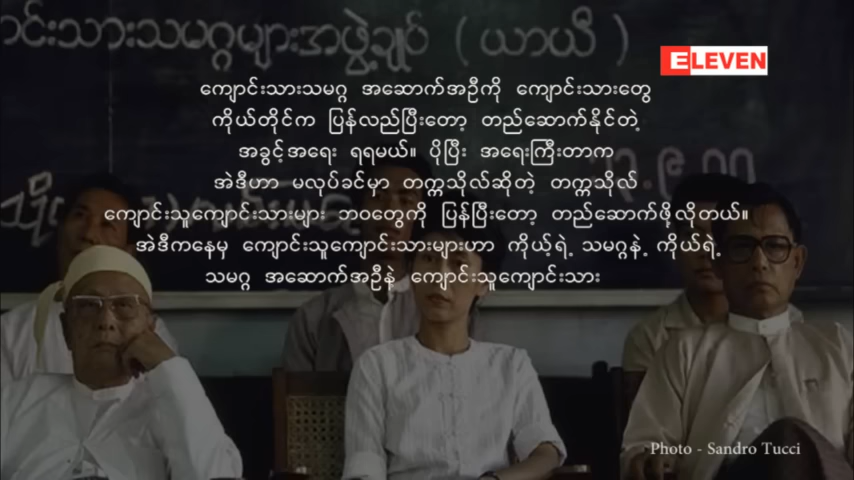 ောင်းသားသမဂ္ဂများအဖွဲ့ချုပ် (ယာယီ)
ELEVEN
ကျောင်းသားသမဂ္ဂ အဆောက်အဦကို ကျောင်းသားတွေ
ကိုယ်တိုင်က ပြန်လည်ပြီးတော့ တည်ဆောက်နိုင်တဲ့
အခွင့်အရေး ရရမယ်။ ပိုပြီး အရေးကြီးတာက
အဲဒီဟာ မလုပ်ခင်မှာ တက္ကသိုလ်ဆိုတဲ့ တက္ကသိုလ်
ကျောင်းသူကျောင်းသားများ ဘဝတွေကို ပြန်ပြီးတော့ တည်ဆောက်ဖို့လိုတယ်။
အဲဒီကနေမှ ကျောင်းသူကျောင်းသားများဟာ ကိုယ့်ရဲ့ သမဂ္ဂနဲ့ ကိုယ်ရဲ့
သမဂ္ဂ အဆောက်အဦနဲ့ ကျောင်းသူကျောင်းသား
Photo - Sandro Tucci